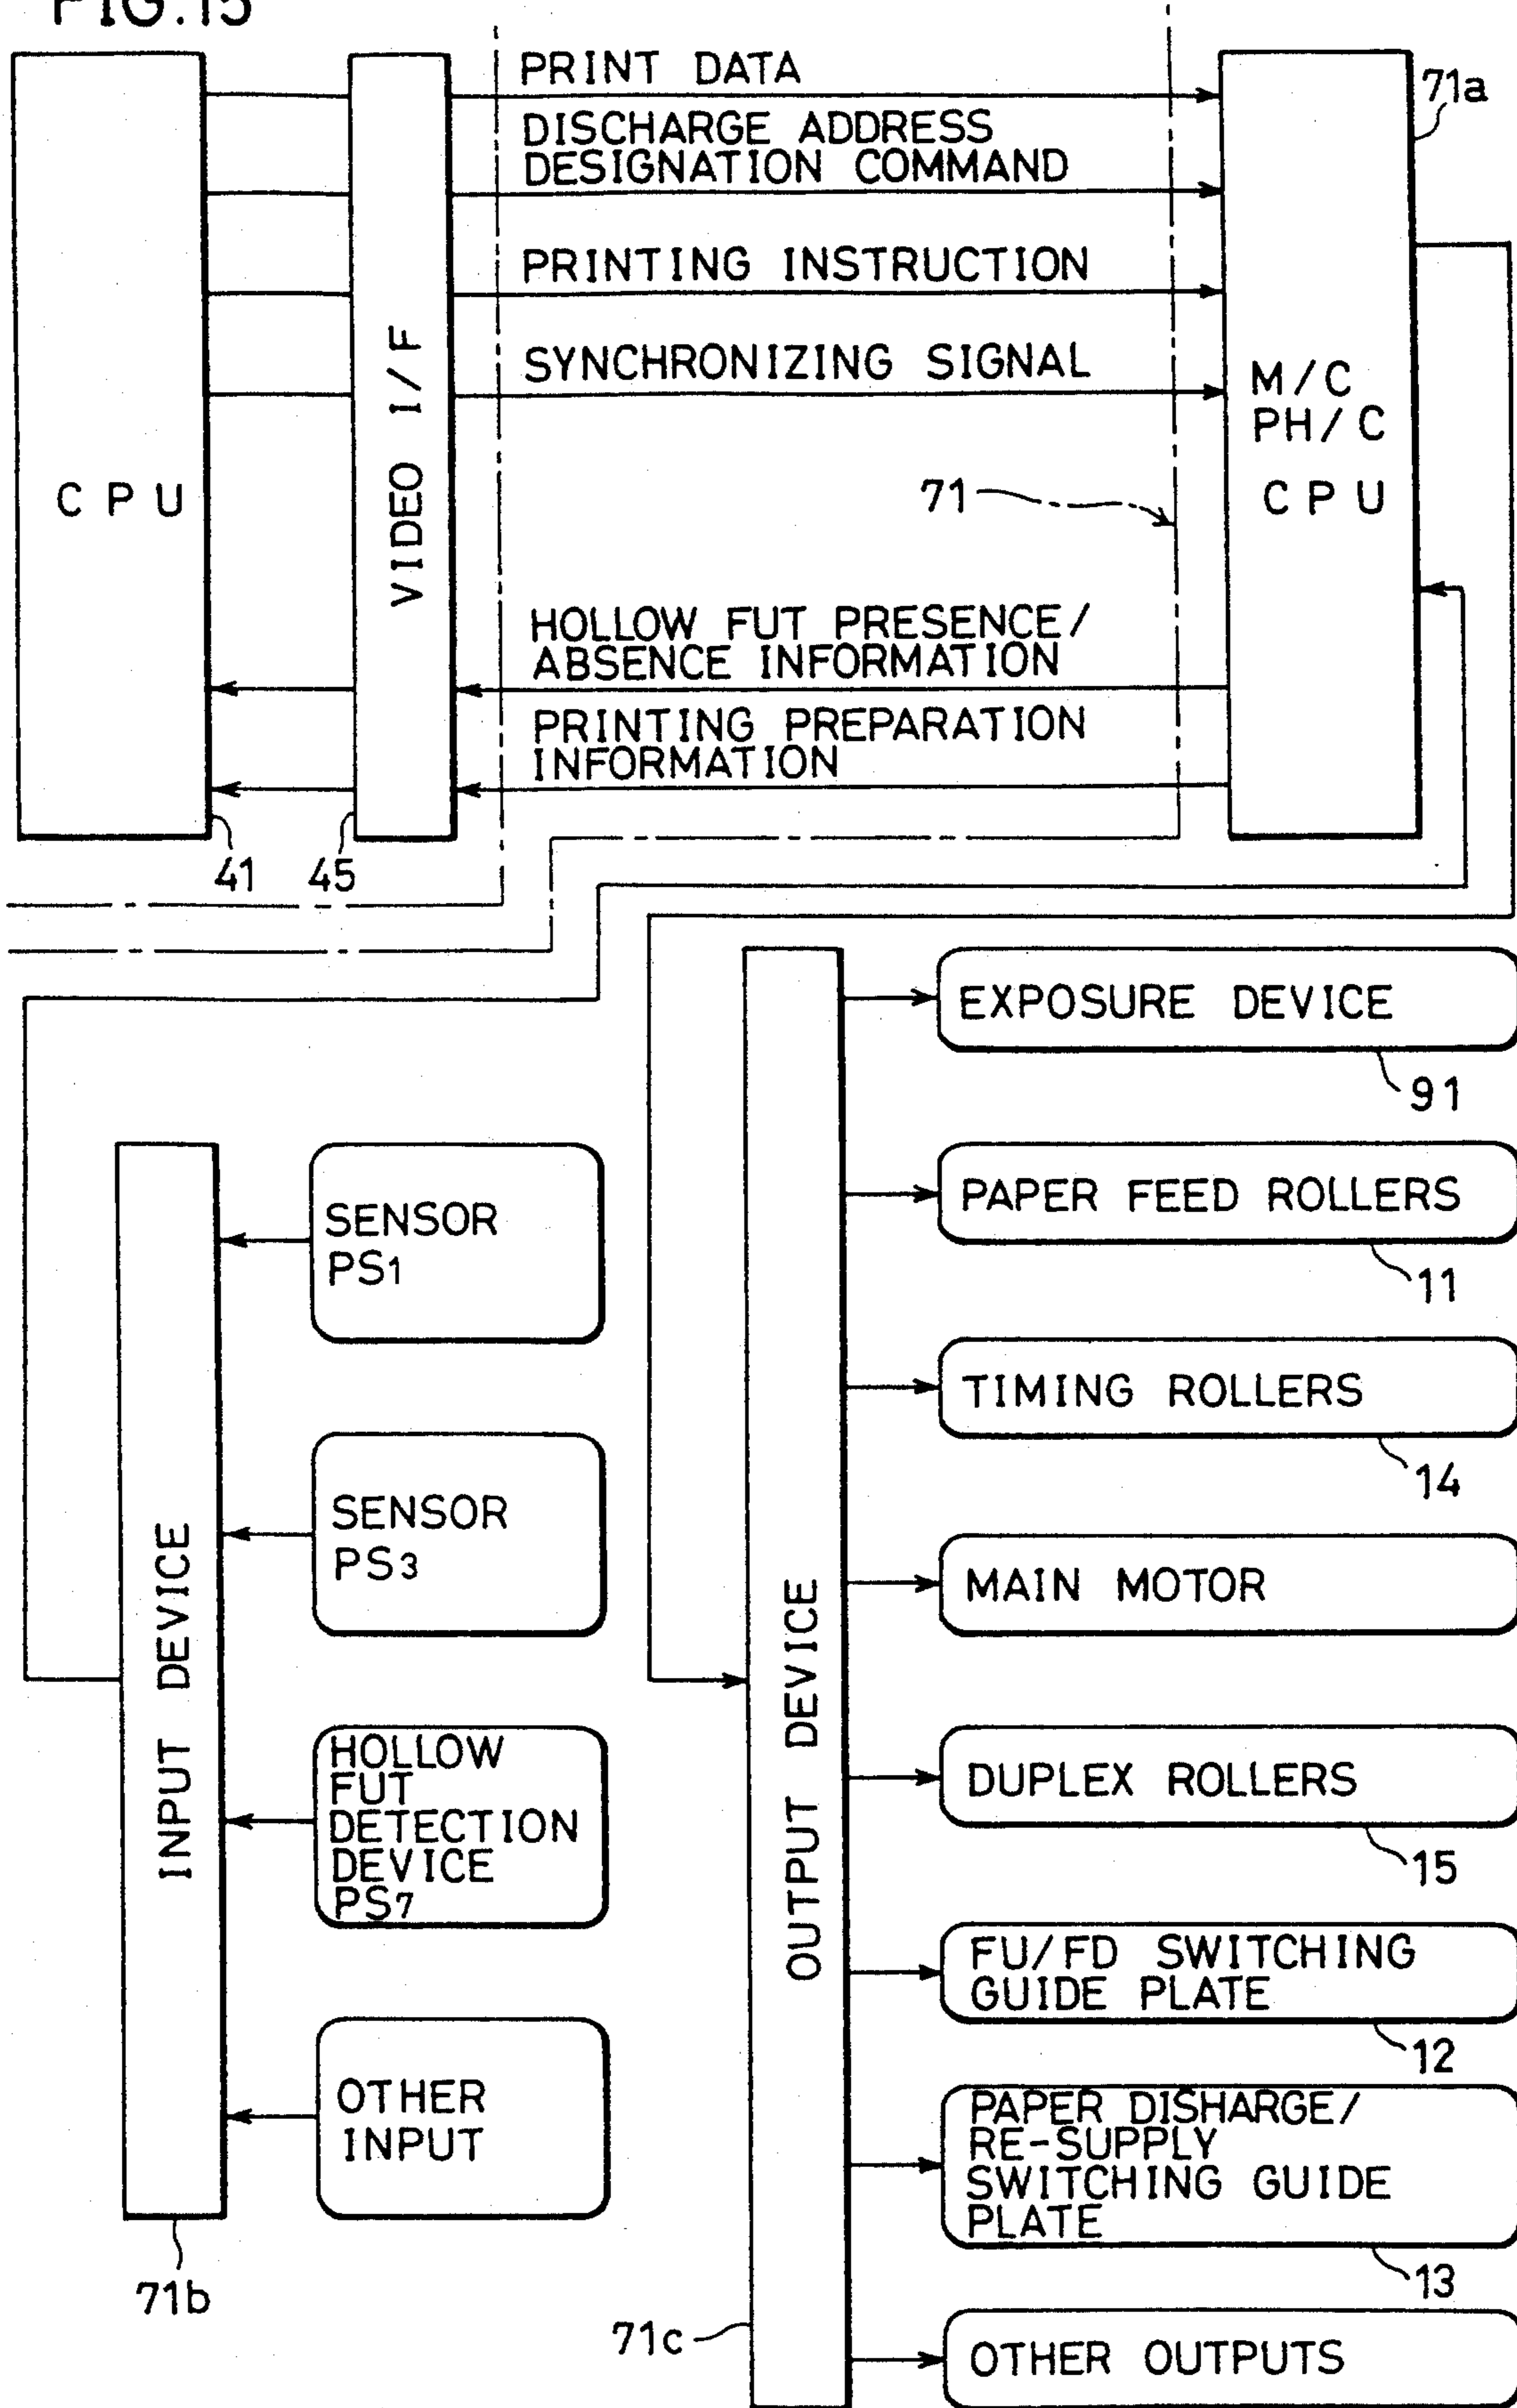 FIG.15
PRINT DATA
71a
DISCHARGE ADDRESS
DESIGNATION COMMAND
PRINTING INSTRUCTION
SYNCHRONIZING SIGNAL
CPU
VIDEO I/F
M/C
PH/C
CPU
71
HOLLOW FUT PRESENCE/
ABSENCE INFORMATION
PRINTING PREPARATION
INFORMATION
41
45
INPUT DEVICE
71b
SENSOR
PS1
SENSOR
PS3
HOLLOW
FUT
DETECTION
DEVICE
PS7
OTHER
INPUT
OUTPUT DEVICE
71c
EXPOSURE DEVICE
91
PAPER FEED ROLLERS
11
TIMING ROLLERS
14
MAIN MOTOR
DUPLEX ROLLERS
15
FU/FD SWITCHING
GUIDE PLATE
12
PAPER DISHARGE/
RE-SUPPLY
SWITCHING GUIDE
PLATE
13
OTHER OUTPUTS